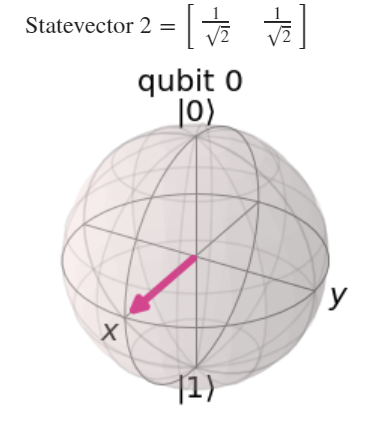 Statevector 2 = [ 1/√2 1/√2 ]
qubit 0
|0⟩
y
x
|1⟩